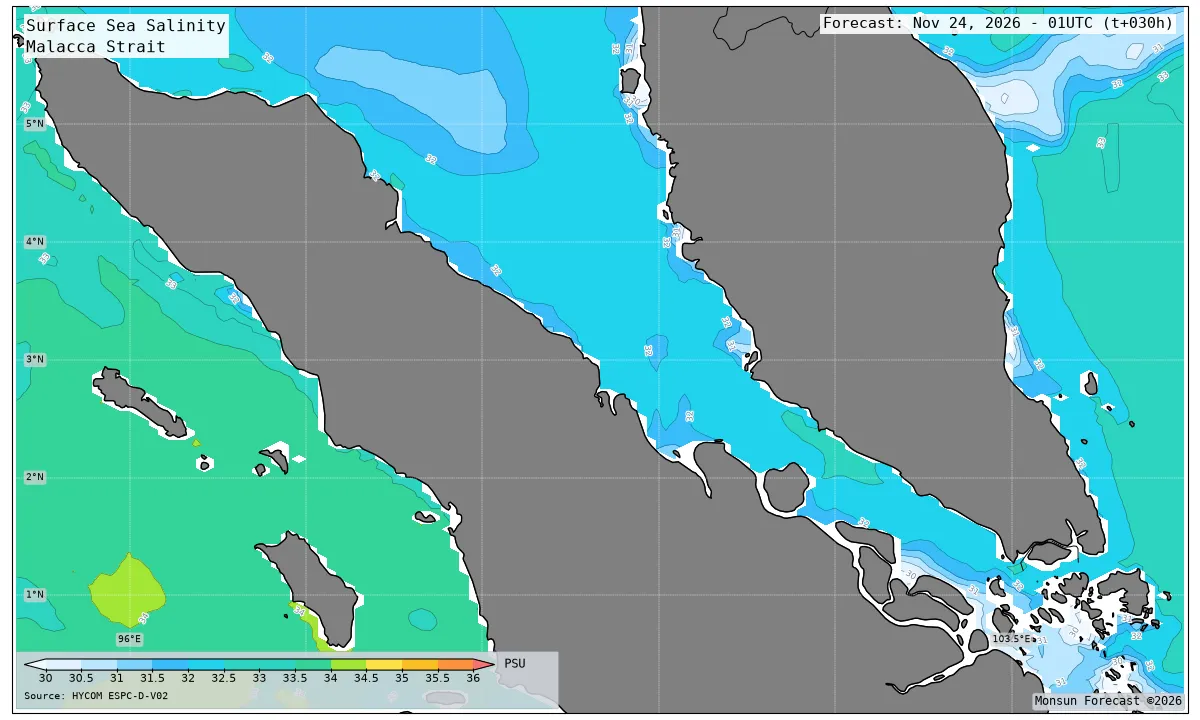 Surface Sea Salinity
Malacca Strait
Forecast: Nov 24, 2026 - 01UTC (t+030h)
5°N
4°N
3°N
2°N
1°N
96°E
103.5°E
30 30.5 31 31.5 32 32.5 33 33.5 34 34.5 35 35.5 36 PSU
Source: HYCOM ESPC-D-V02
Monsun Forecast ©2026